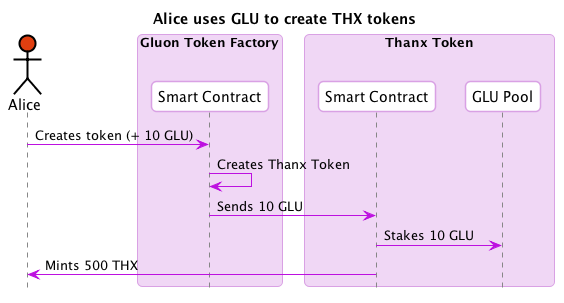 Alice uses GLU to create THX tokens
Gluon Token Factory
Thanx Token
Alice
Smart Contract
Smart Contract
GLU Pool
Creates token (+ 10 GLU)
Creates Thanx Token
Sends 10 GLU
Stakes 10 GLU
Mints 500 THX